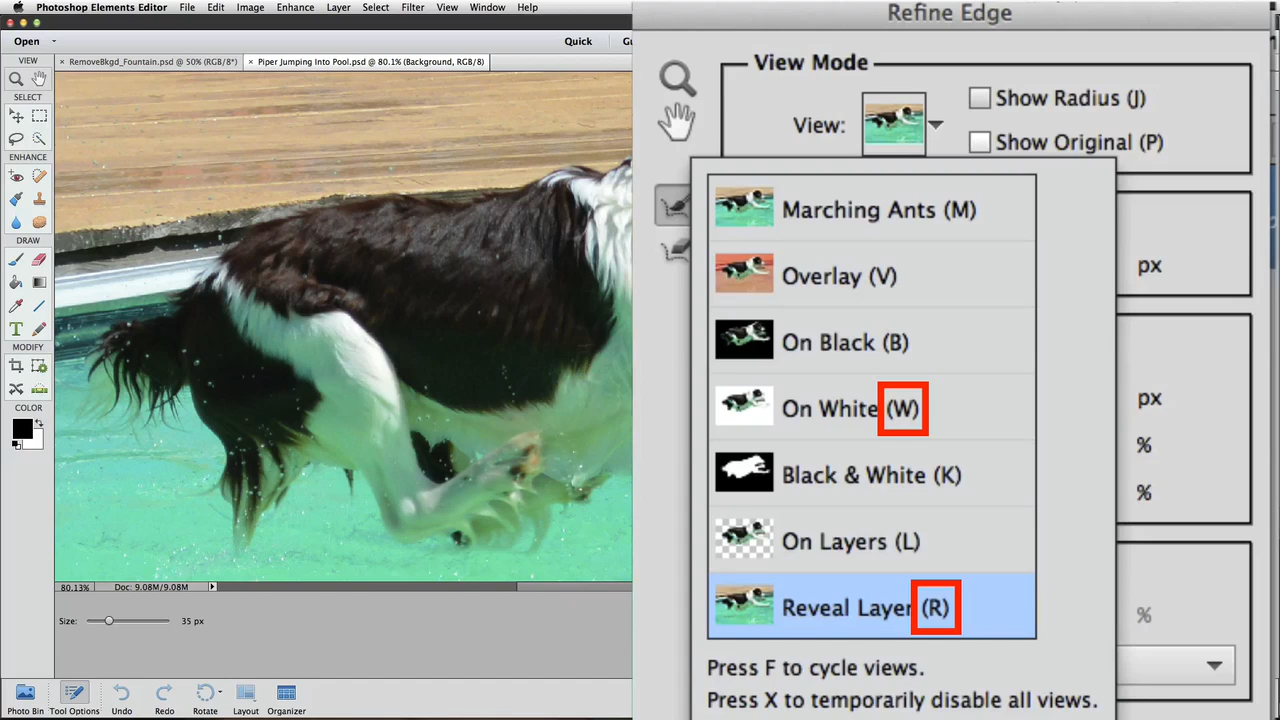 Photoshop Elements Editor File Edit Image Enhance Layer Select Filter View Window Help
Open
Quick
VIEW
× RemoveBkgd_Fountain.psd @ 50% (RGB/8*)
× Piper Jumping Into Pool.psd @ 80.1% (Background, RGB/8)
SELECT
ENHANCE
DRAW
T
MODIFY
COLOR
80.13% Doc: 9.08M/9.08M
Size: 35 px
Photo Bin Tool Options Undo Redo Rotate Layout Organizer
Refine Edge
View Mode
View:
Show Radius (J)
Show Original (P)
Marching Ants (M)
Overlay (V)
On Black (B)
On White (W)
Black & White (K)
On Layers (L)
Reveal Layer (R)
Press F to cycle views.
Press X to temporarily disable all views.
px
px
%
%
%